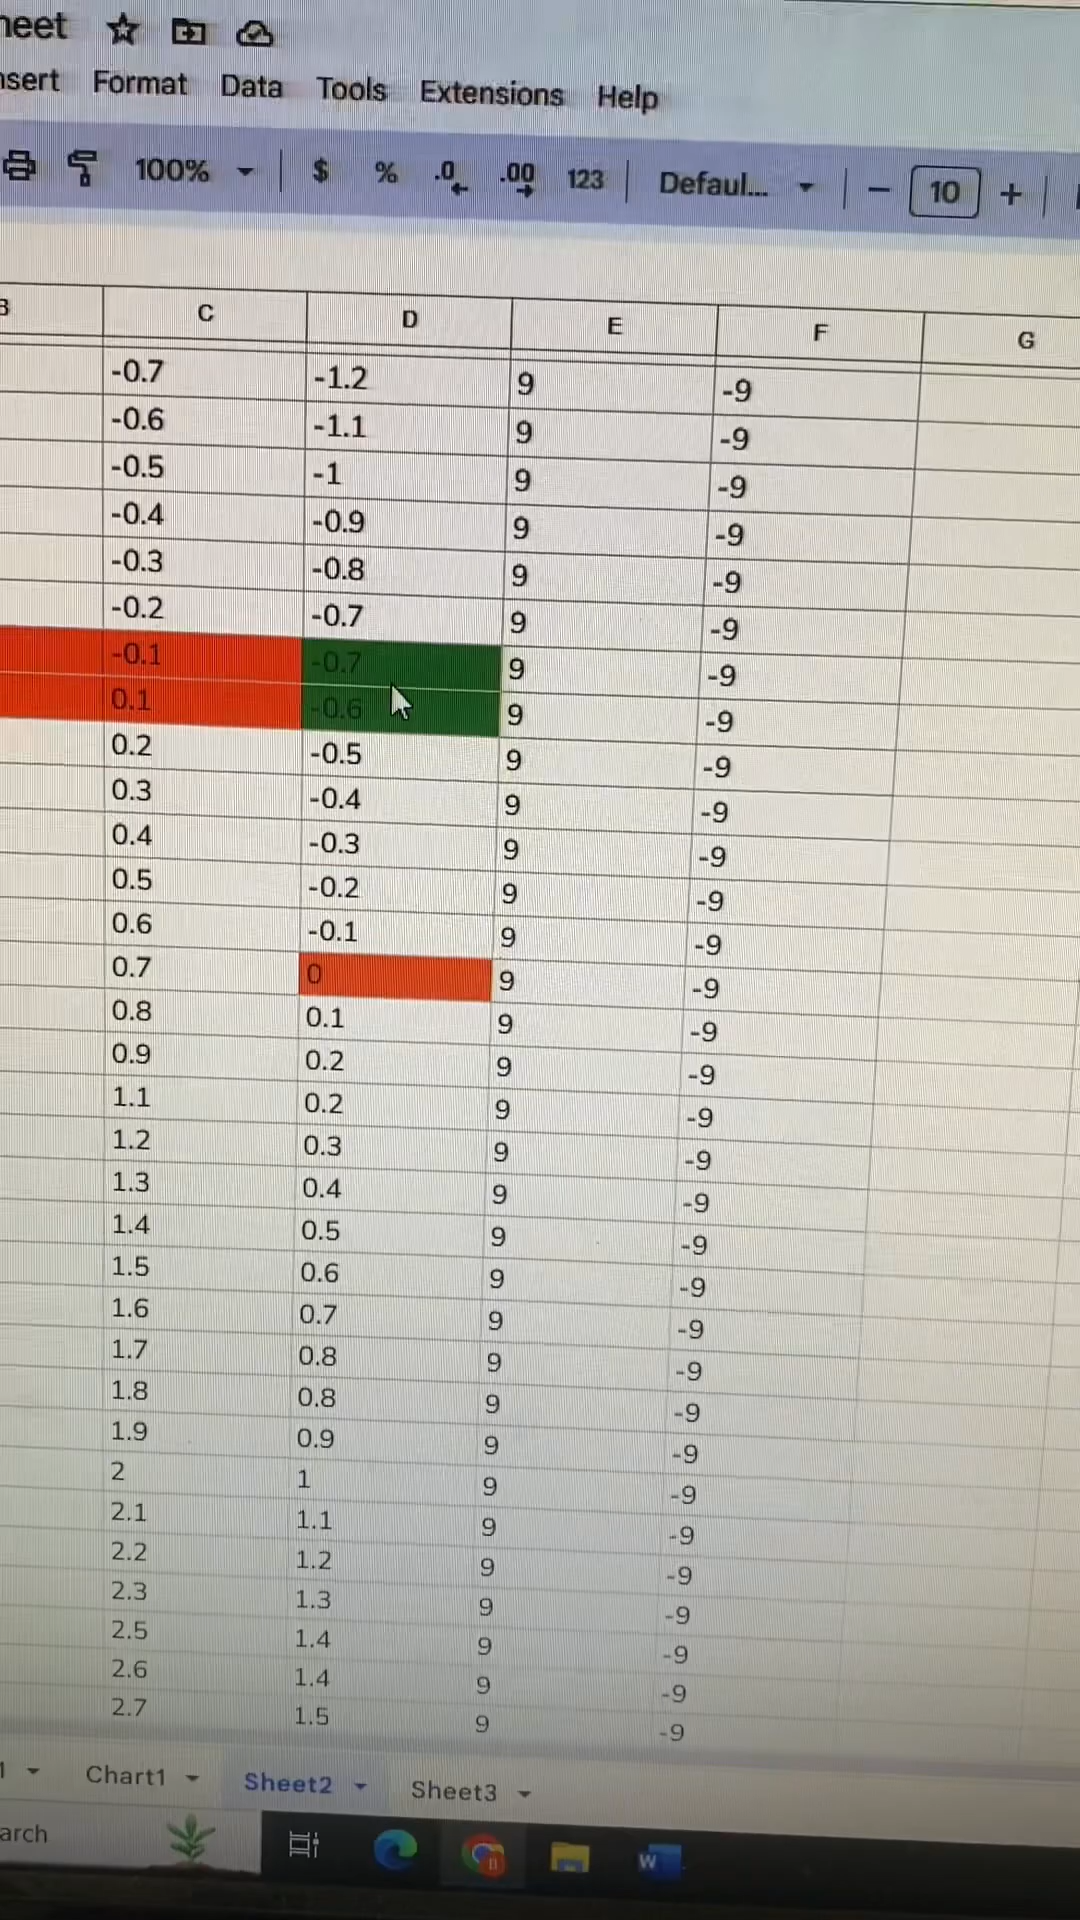 heet
nsert Format Data Tools Extensions Help
100% $ % .0 .00 123 Defaul... − 10 +
B C D E F G
-0.7 -1.2 9 -9
-0.6 -1.1 9 -9
-0.5 -1 9 -9
-0.4 -0.9 9 -9
-0.3 -0.8 9 -9
-0.2 -0.7 9 -9
-0.1 -0.7 9 -9
0.1 -0.6 9 -9
0.2 -0.5 9 -9
0.3 -0.4 9 -9
0.4 -0.3 9 -9
0.5 -0.2 9 -9
0.6 -0.1 9 -9
0.7 0 9 -9
0.8 0.1 9 -9
0.9 0.2 9 -9
1.1 0.2 9 -9
1.2 0.3 9 -9
1.3 0.4 9 -9
1.4 0.5 9 -9
1.5 0.6 9 -9
1.6 0.7 9 -9
1.7 0.8 9 -9
1.8 0.8 9 -9
1.9 0.9 9 -9
2 1 9 -9
2.1 1.1 9 -9
2.2 1.2 9 -9
2.3 1.3 9 -9
2.5 1.4 9 -9
2.6 1.4 9 -9
2.7 1.5 9 -9
1 Chart1 Sheet2 Sheet3
arch
W